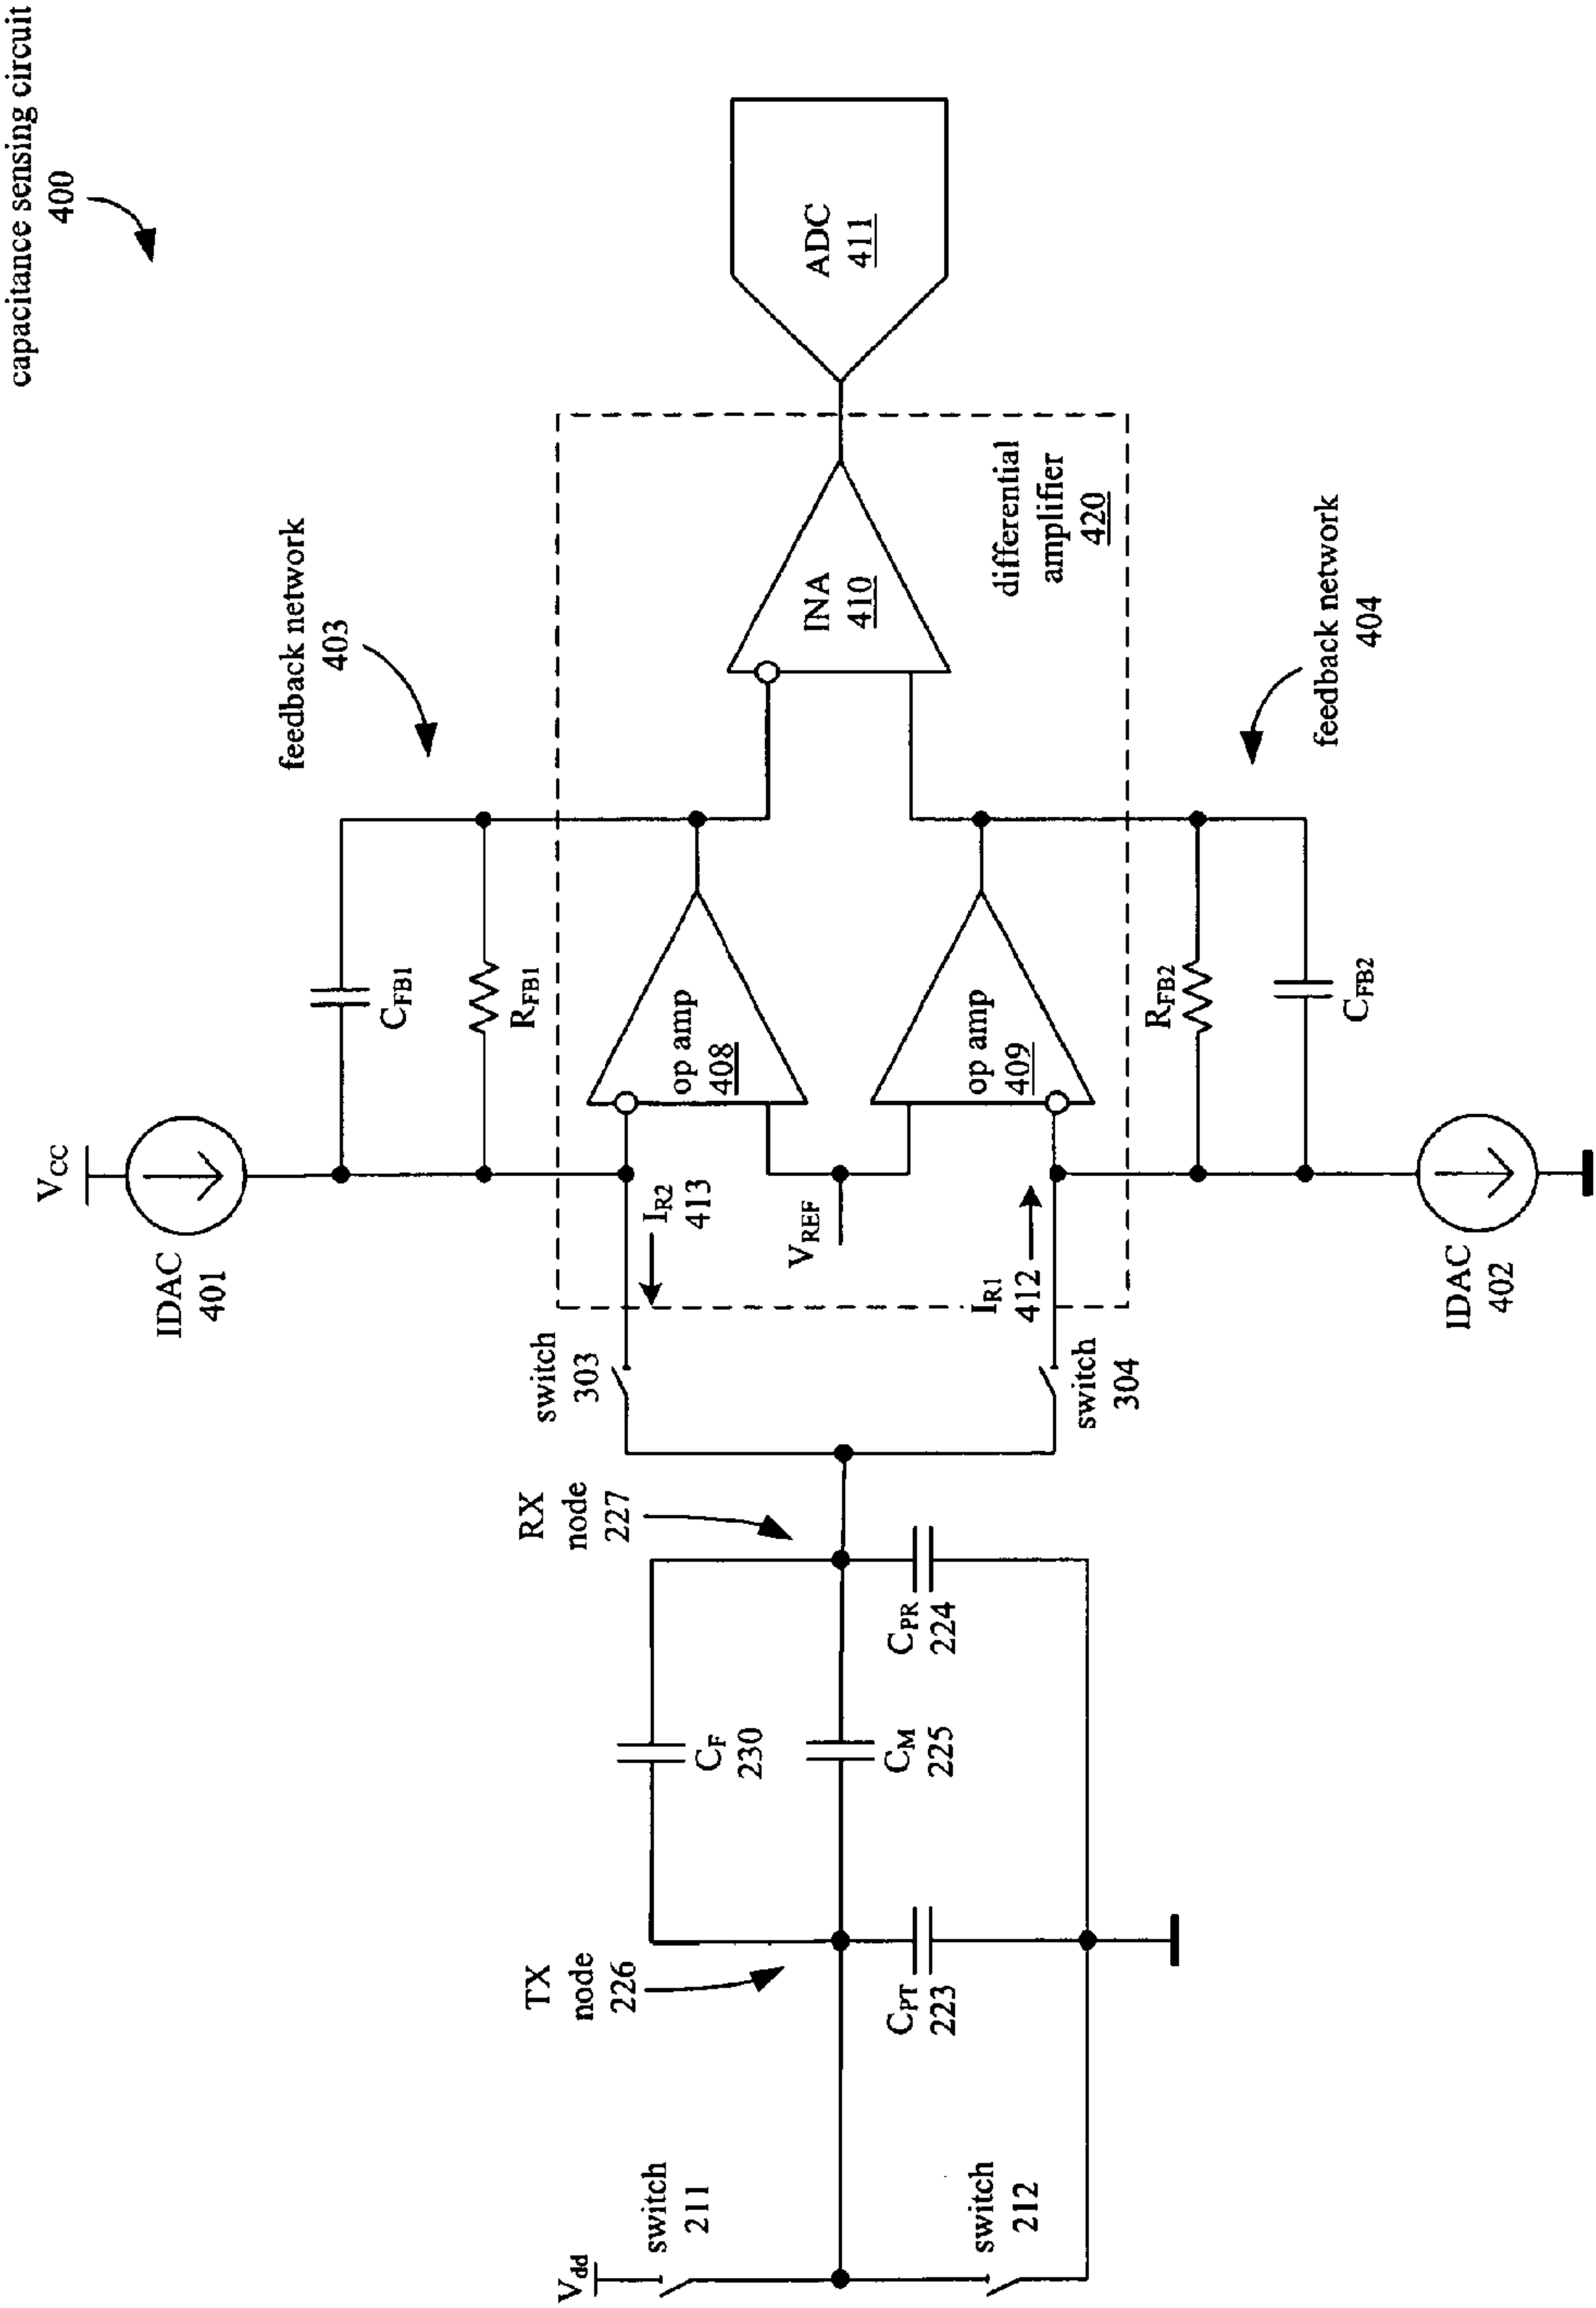 capacitance sensing circuit
400
V_CC
IDAC
401
feedback network
403
C_FB1
R_FB1
op amp
408
I_R2
413
V_REF
I_R1
412
op amp
409
INA
410
ADC
411
differential
amplifier
420
R_FB2
C_FB2
feedback network
404
IDAC
402
switch
303
switch
304
RX
node
227
C_F
230
C_M
225
C_PR
224
TX
node
226
C_PT
223
V_dd
switch
211
switch
212